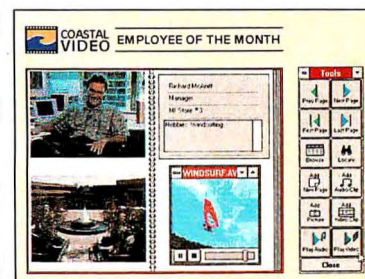 COASTAL
VIDEO
EMPLOYEE OF THE MONTH
Richard
Manager
Hobbies: Windsurfing
WINDSURF.AV
Tools
Prev Page
Next Page
First Page
Last Page
Browse
Locate
Add
New Page
Add
Audio Clip
Add
Picture
Add
Video Clip
Play Audio
Play Video
Close